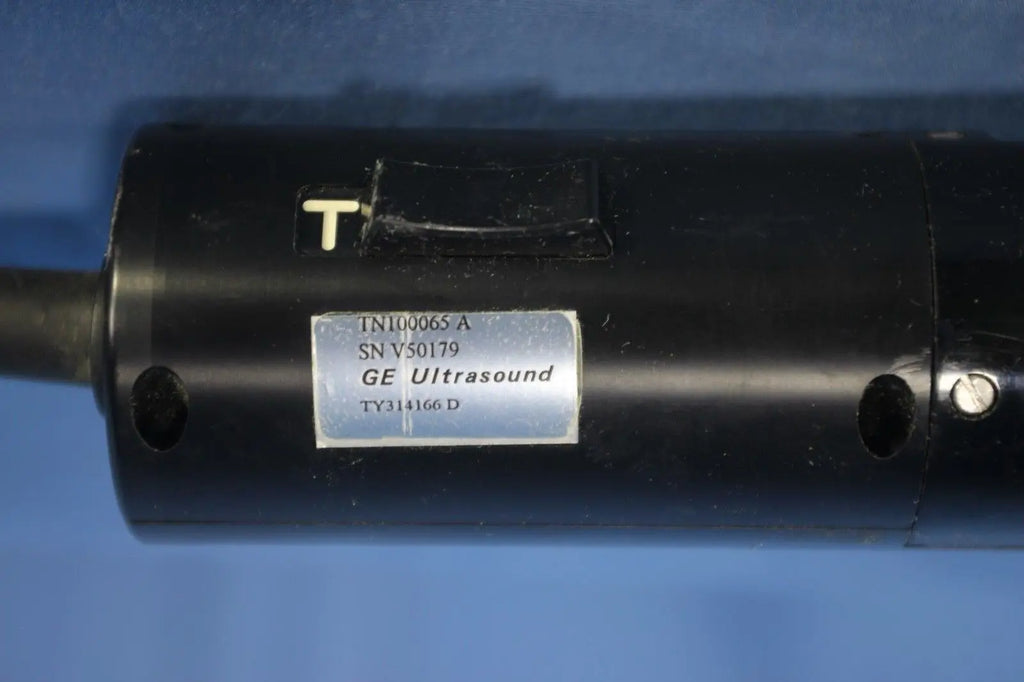 T
TN100065 A
SN V50179
GE Ultrasound
TY314166 D